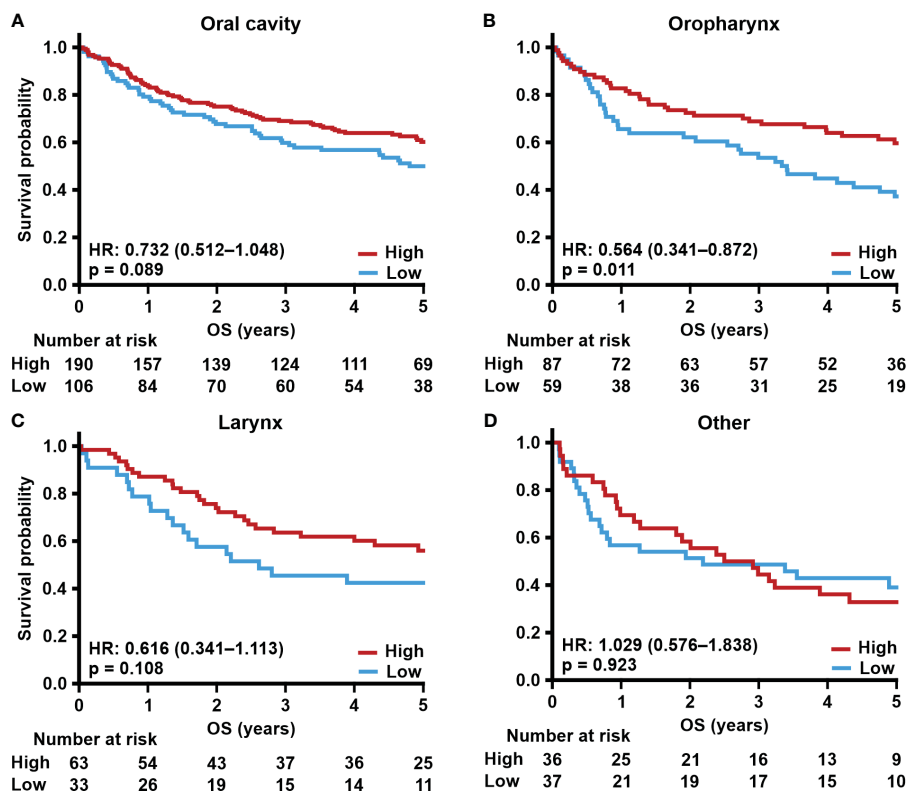 A
Oral cavity
Survival probability
1.0
0.8
0.6
0.4
0.2
0.0
HR: 0.732 (0.512–1.048)
p = 0.089
High
Low
0 1 2 3 4 5
OS (years)
Number at risk
High 190 157 139 124 111 69
Low 106 84 70 60 54 38
B
Oropharynx
1.0
0.8
0.6
0.4
0.2
0.0
HR: 0.564 (0.341–0.872)
p = 0.011
High
Low
0 1 2 3 4 5
OS (years)
Number at risk
High 87 72 63 57 52 36
Low 59 38 36 31 25 19
C
Larynx
Survival probability
1.0
0.8
0.6
0.4
0.2
0.0
HR: 0.616 (0.341–1.113)
p = 0.108
High
Low
0 1 2 3 4 5
OS (years)
Number at risk
High 63 54 43 37 36 25
Low 33 26 19 15 14 11
D
Other
1.0
0.8
0.6
0.4
0.2
0.0
HR: 1.029 (0.576–1.838)
p = 0.923
High
Low
0 1 2 3 4 5
OS (years)
Number at risk
High 36 25 21 16 13 9
Low 37 21 19 17 15 10